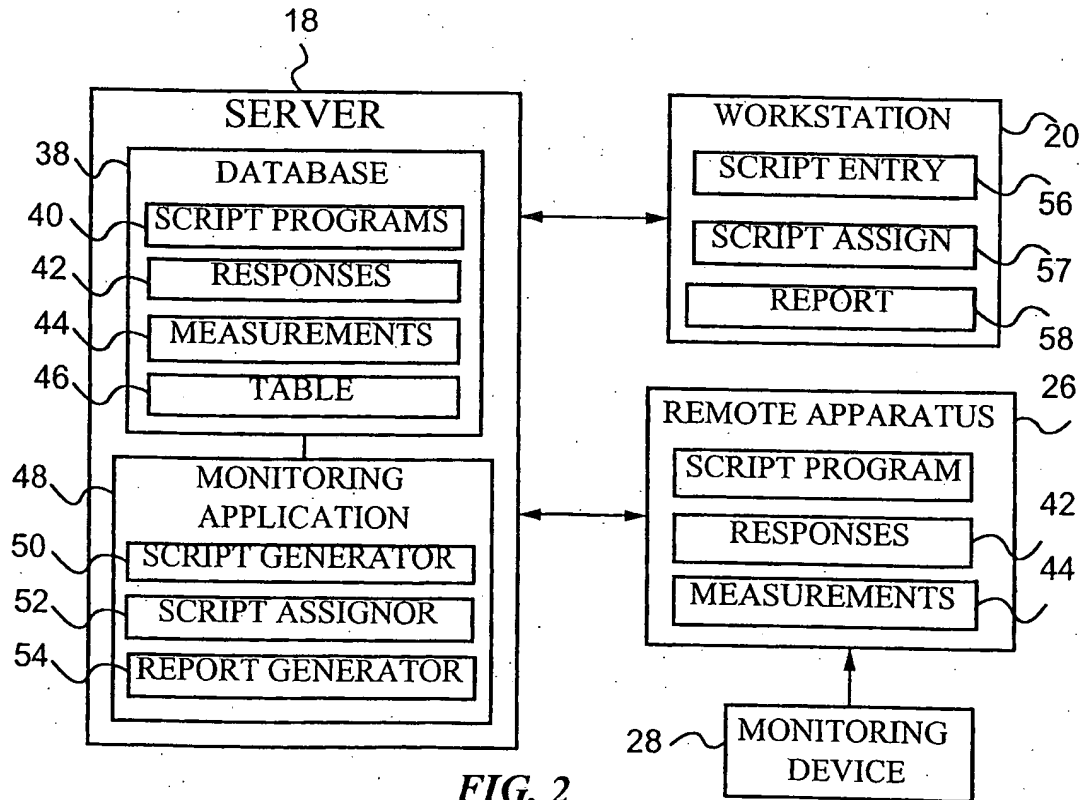 18
SERVER
38
DATABASE
40
SCRIPT PROGRAMS
42
RESPONSES
44
MEASUREMENTS
46
TABLE
48
MONITORING
APPLICATION
50
SCRIPT GENERATOR
52
SCRIPT ASSIGNOR
54
REPORT GENERATOR
WORKSTATION
20
SCRIPT ENTRY
56
SCRIPT ASSIGN
57
REPORT
58
26
REMOTE APPARATUS
SCRIPT PROGRAM
42
RESPONSES
44
MEASUREMENTS
28
MONITORING
DEVICE
FIG. 2